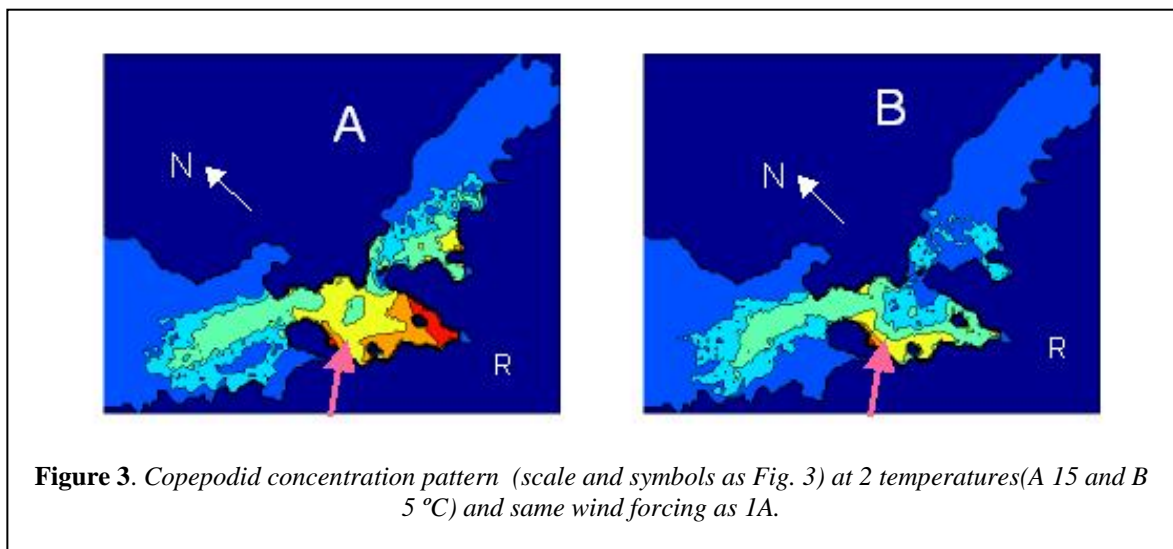 A
B
N
N
R
R
Figure 3. Copepodid concentration pattern (scale and symbols as Fig. 3) at 2 temperatures(A 15 and B
5 ºC) and same wind forcing as 1A.